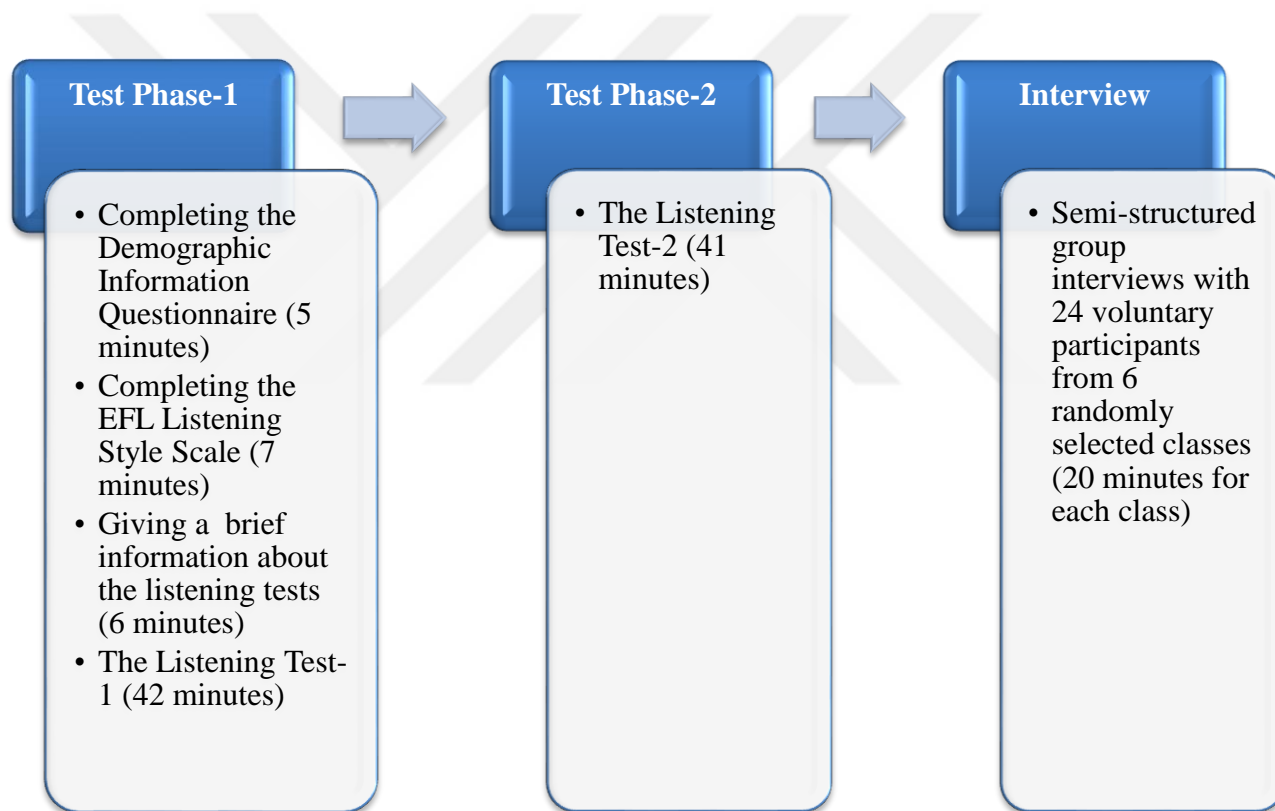 Test Phase-1
• Completing the
Demographic
Information
Questionnaire (5
minutes)
• Completing the
EFL Listening
Style Scale (7
minutes)
• Giving a  brief
information about
the listening tests
(6 minutes)
• The Listening Test-
1 (42 minutes)
Test Phase-2
• The Listening
Test-2 (41
minutes)
Interview
• Semi-structured
group
interviews with
24 voluntary
participants
from 6
randomly
selected classes
(20 minutes for
each class)